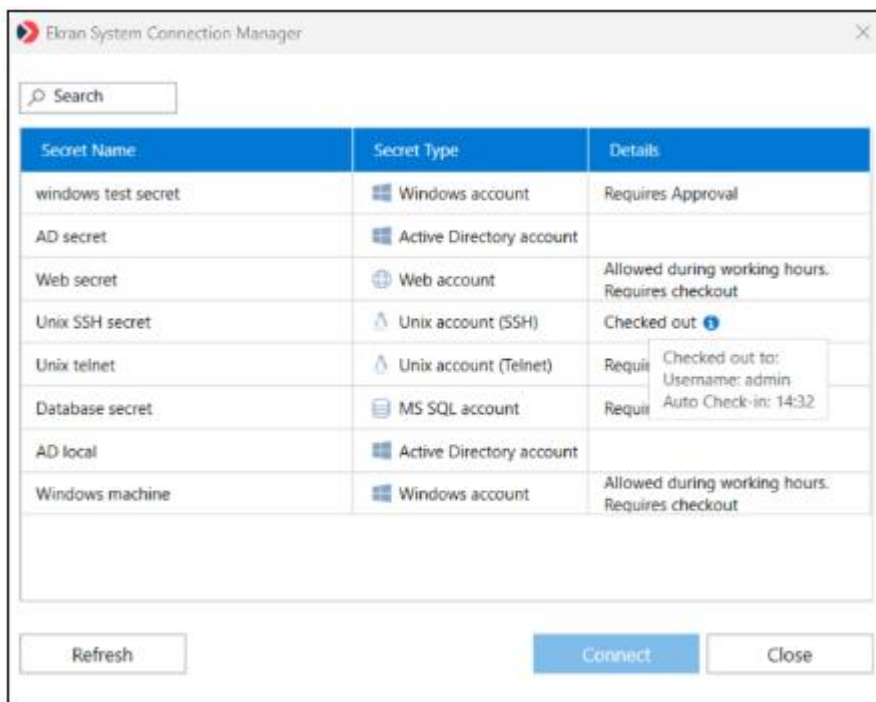 Ekran System Connection Manager
Search
Secret Name Secret Type Details
windows test secret Windows account Requires Approval
AD secret Active Directory account
Web secret Web account Allowed during working hours.
Requires checkout
Unix SSH secret Unix account (SSH) Checked out
Unix telnet Unix account (Telnet) Requi
Checked out to:
Username: admin
Auto Check-in: 14:32
Database secret MS SQL account Requi
AD local Active Directory account
Windows machine Windows account Allowed during working hours.
Requires checkout
Refresh Connect Close